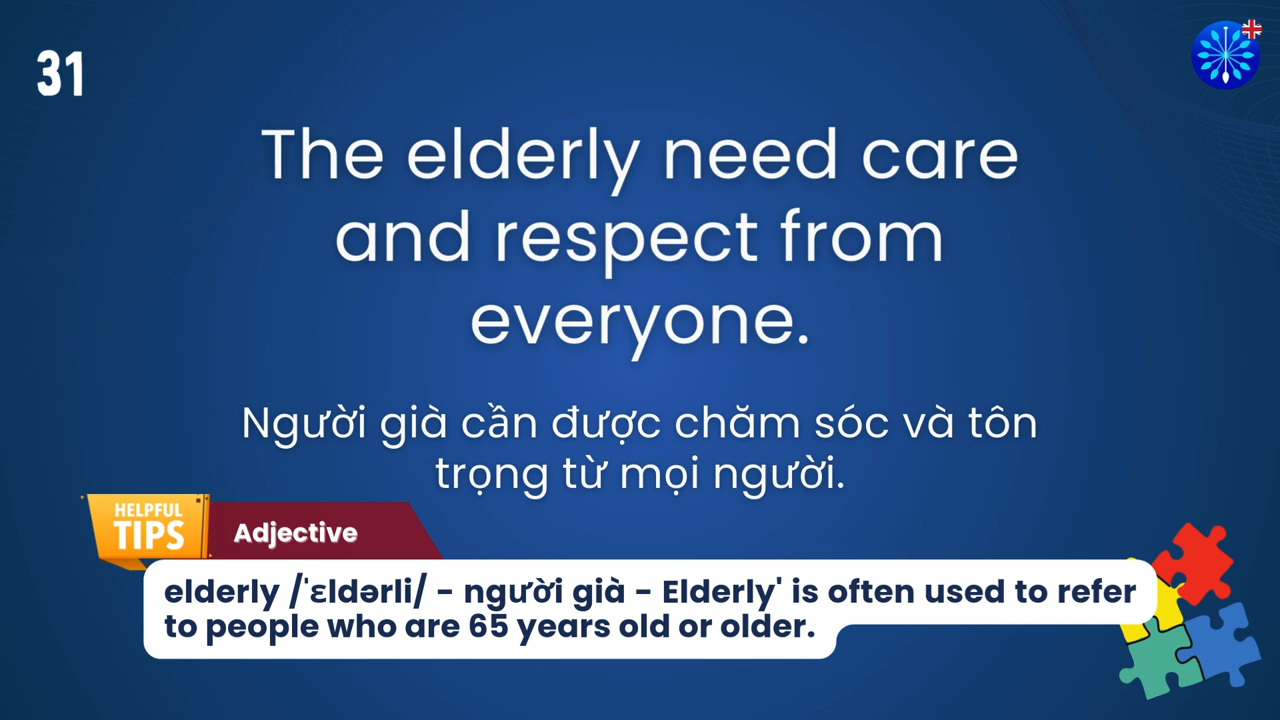 31
The elderly need care
and respect from
everyone.
Người già cần được chăm sóc và tôn
trọng từ mọi người.
HELPFUL
TIPS
Adjective
elderly /ˈɛldərli/ - người già - Elderly' is often used to refer
to people who are 65 years old or older.